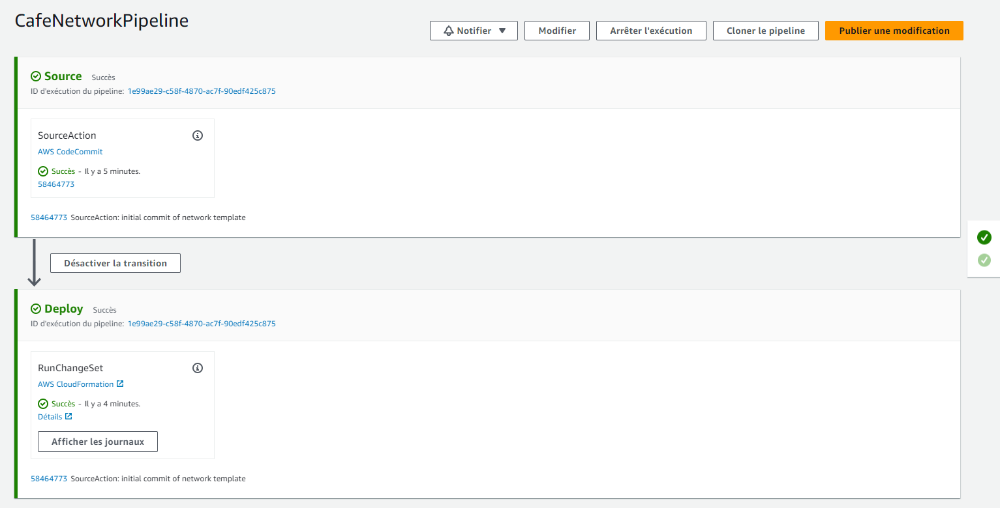 CafeNetworkPipeline
Notifier
Modifier
Arrêter l'exécution
Cloner le pipeline
Publier une modification
Source Succès
ID d'exécution du pipeline: 1e99ae29-c58f-4870-ac7f-90edf425c875
SourceAction
AWS CodeCommit
Succès - Il y a 5 minutes.
58464773
58464773 SourceAction: initial commit of network template
Désactiver la transition
Deploy Succès
ID d'exécution du pipeline: 1e99ae29-c58f-4870-ac7f-90edf425c875
RunChangeSet
AWS CloudFormation
Succès - Il y a 4 minutes.
Détails
Afficher les journaux
58464773 SourceAction: initial commit of network template